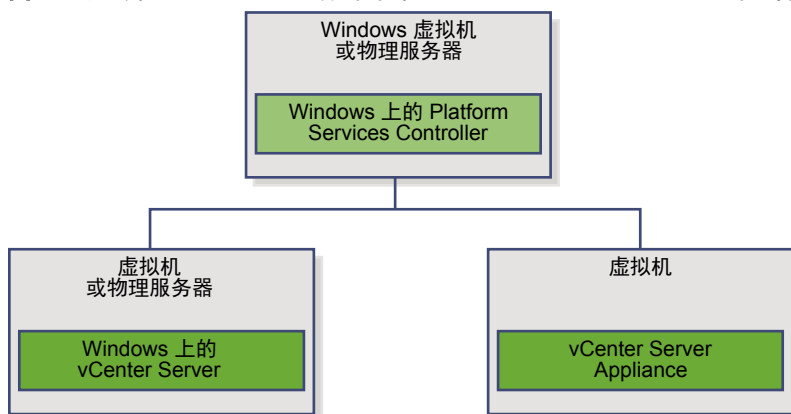 Windows 虚拟机
或物理服务器
Windows 上的 Platform
Services Controller
虚拟机
或物理服务器
Windows 上的
vCenter Server
虚拟机
vCenter Server
Appliance